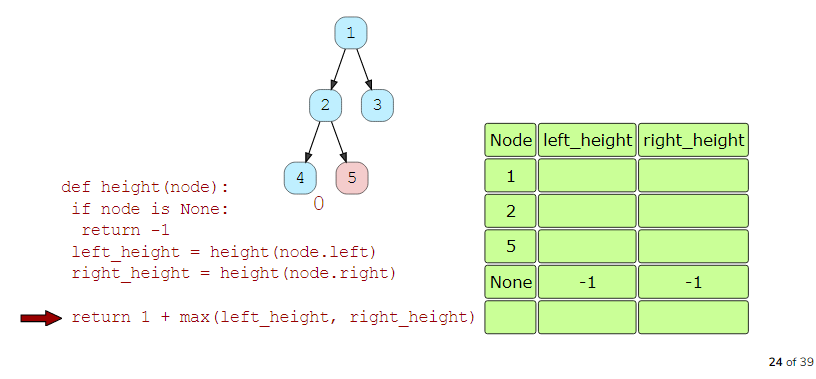 1
2 3
4 5
0
def height(node):
if node is None:
return -1
left_height = height(node.left)
right_height = height(node.right)
return 1 + max(left_height, right_height)
Node left_height right_height
1
2
5
None -1 -1
24 of 39